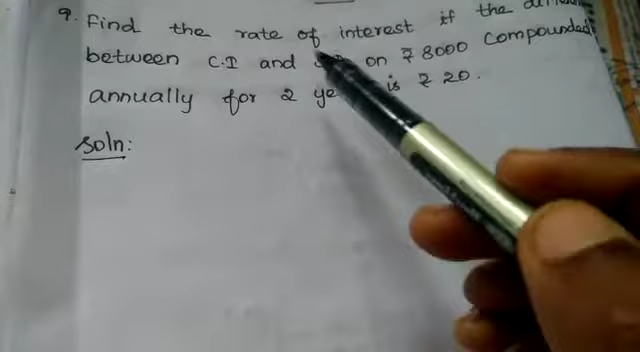 9. Find the rate of interest if the
between C.I and on ₹ 8000 Compounded
annually for 2 is ₹ 20.
Soln: